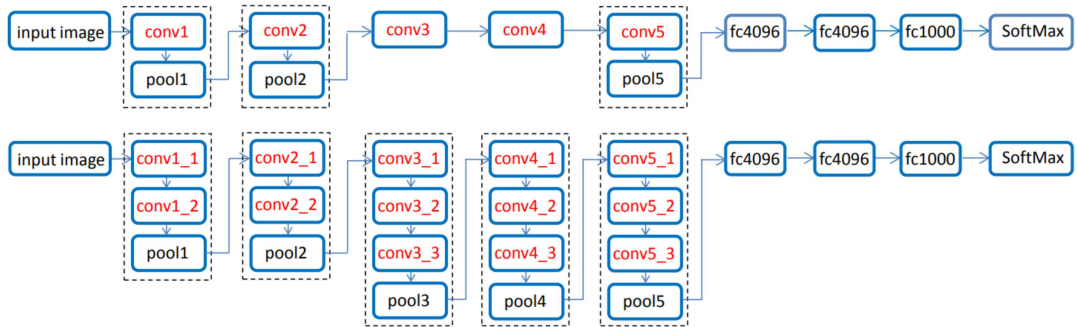 input image conv1 conv2 conv3 conv4 conv5 fc4096 fc4096 fc1000 SoftMax
pool1 pool2 pool5
input image conv1_1 conv2_1 conv3_1 conv4_1 conv5_1 fc4096 fc4096 fc1000 SoftMax
conv1_2 conv2_2 conv3_2 conv4_2 conv5_2
pool1 pool2 conv3_3 conv4_3 conv5_3
pool3 pool4 pool5